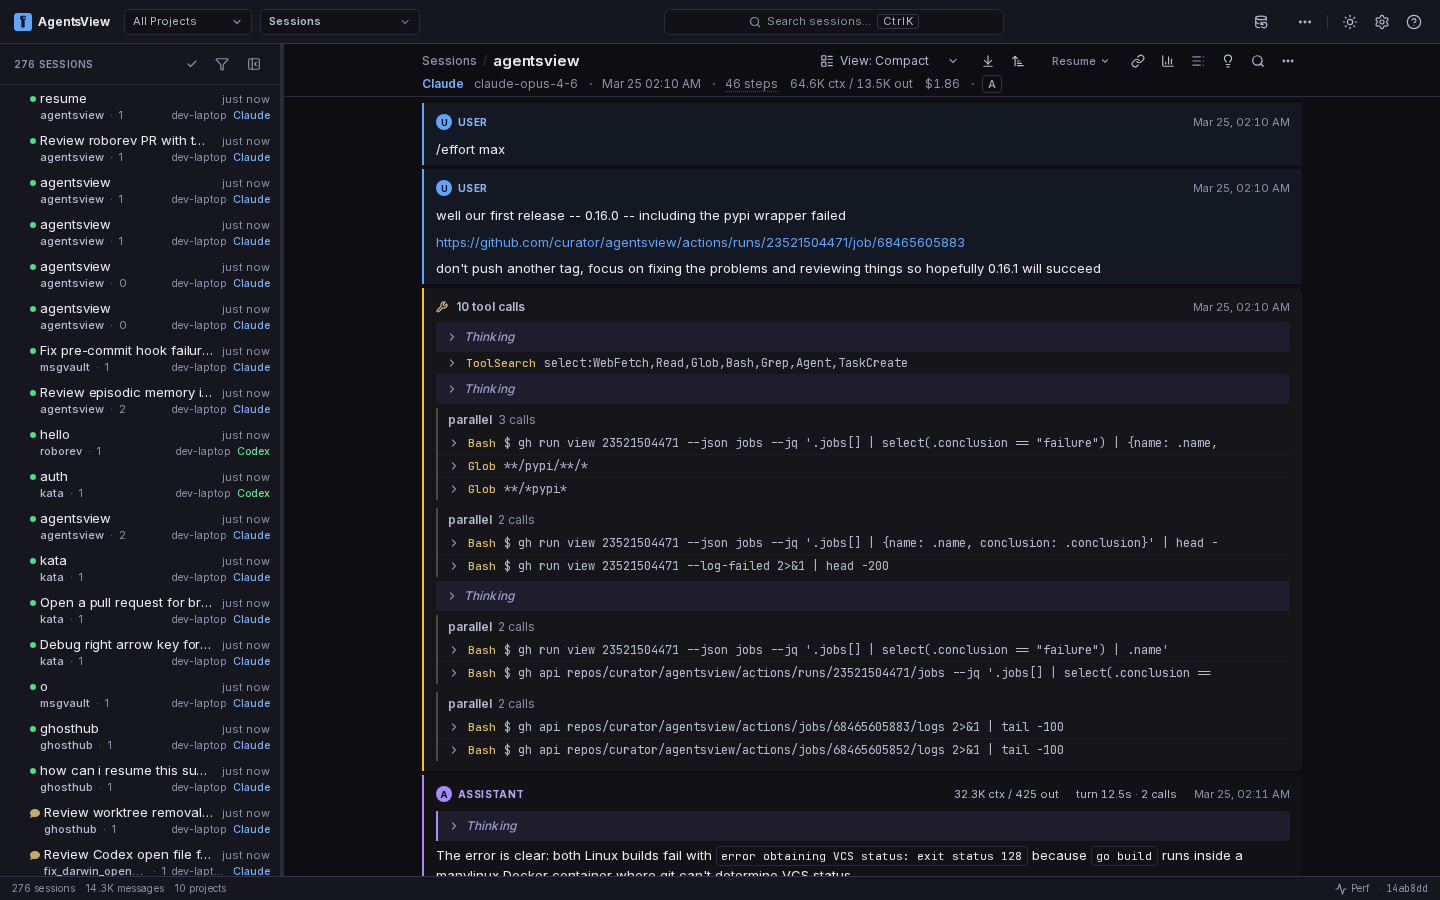 AgentsView
All Projects
Sessions
Search sessions...
CtrlK
276 SESSIONS
resume just now
agentsview · 1 dev-laptop Claude
Review roborev PR with t... just now
agentsview · 1 dev-laptop Claude
agentsview just now
agentsview · 1 dev-laptop Claude
agentsview just now
agentsview · 1 dev-laptop Claude
agentsview just now
agentsview · 0 dev-laptop Claude
agentsview just now
agentsview · 0 dev-laptop Claude
Fix pre-commit hook failur... just now
msgvault · 1 dev-laptop Claude
Review episodic memory i... just now
agentsview · 2 dev-laptop Claude
hello just now
roborev · 1 dev-laptop Codex
auth just now
kata · 1 dev-laptop Codex
agentsview just now
agentsview · 2 dev-laptop Claude
kata just now
kata · 1 dev-laptop Claude
Open a pull request for br... just now
kata · 1 dev-laptop Claude
Debug right arrow key for... just now
kata · 1 dev-laptop Claude
o just now
msgvault · 1 dev-laptop Claude
ghosthub just now
ghosthub · 1 dev-laptop Claude
how can i resume this su... just now
ghosthub · 1 dev-laptop Claude
Review worktree removal... just now
ghosthub · 1 dev-laptop Claude
Review Codex open file f... just now
fix_darwin_open... · 1 dev-lapt... Claude
Sessions / agentsview
View: Compact
Resume
Claude claude-opus-4-6 · Mar 25 02:10 AM · 46 steps 64.6K ctx / 13.5K out $1.86 · A
U USER Mar 25, 02:10 AM
/effort max
U USER Mar 25, 02:10 AM
well our first release -- 0.16.0 -- including the pypi wrapper failed
https://github.com/curator/agentsview/actions/runs/23521504471/job/68465605883
don't push another tag, focus on fixing the problems and reviewing things so hopefully 0.16.1 will succeed
10 tool calls Mar 25, 02:10 AM
Thinking
ToolSearch select:WebFetch,Read,Glob,Bash,Grep,Agent,TaskCreate
Thinking
parallel 3 calls
Bash $ gh run view 23521504471 --json jobs --jq '.jobs[] | select(.conclusion == "failure") | {name: .name,
Glob **/pypi/**/*
Glob **/*pypi*
parallel 2 calls
Bash $ gh run view 23521504471 --json jobs --jq '.jobs[] | {name: .name, conclusion: .conclusion}' | head -
Bash $ gh run view 23521504471 --log-failed 2>&1 | head -200
Thinking
parallel 2 calls
Bash $ gh run view 23521504471 --json jobs --jq '.jobs[] | select(.conclusion == "failure") | .name'
Bash $ gh api repos/curator/agentsview/actions/runs/23521504471/jobs --jq '.jobs[] | select(.conclusion ==
parallel 2 calls
Bash $ gh api repos/curator/agentsview/actions/jobs/68465605883/logs 2>&1 | tail -100
Bash $ gh api repos/curator/agentsview/actions/jobs/68465605852/logs 2>&1 | tail -100
A ASSISTANT 32.3K ctx / 425 out turn 12.5s · 2 calls Mar 25, 02:11 AM
Thinking
The error is clear: both Linux builds fail with error obtaining VCS status: exit status 128 because go build runs inside a
manylinux Docker container where git can't determine VCS status.
276 sessions 14.3K messages 10 projects
Perf 14ab8dd